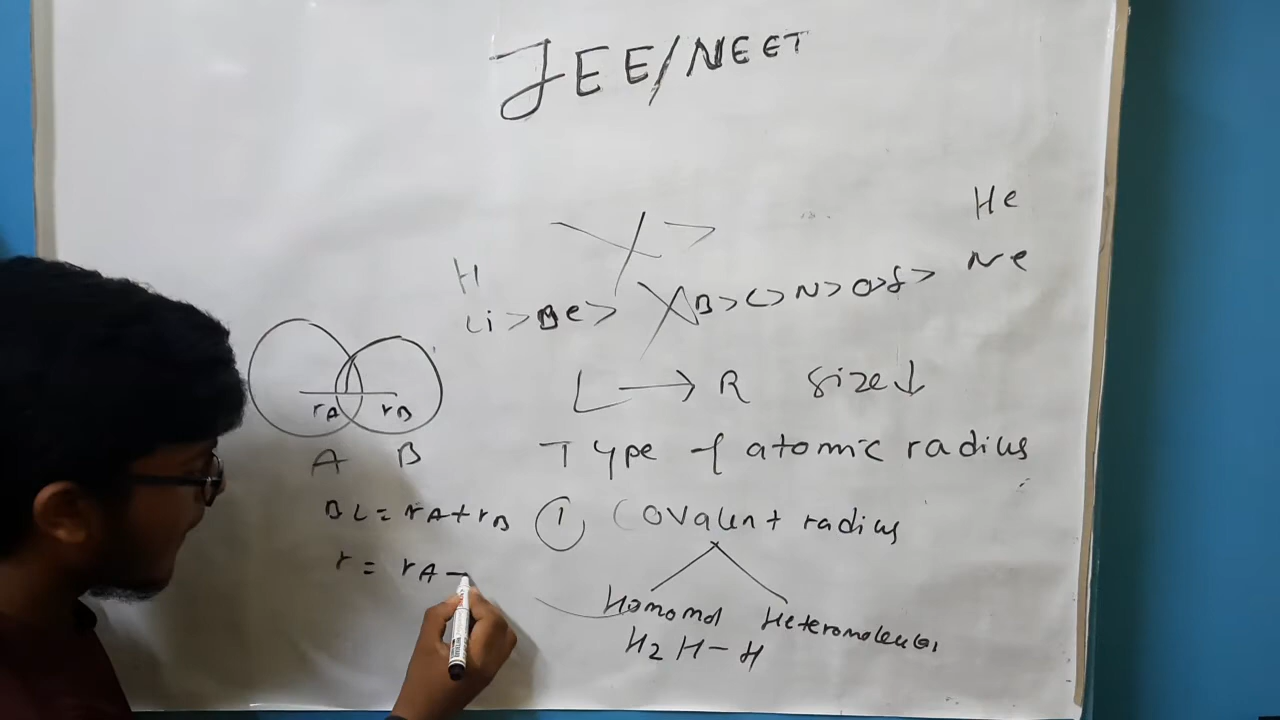 JEE/NEET
He
H
Ne
Li > Be > B > C > N > O > f >
L → R size ↓
rA rB
A B
Type of atomic radius
BL = rA + rB
1 Covalent radius
r = rA −
Homomol
H2 H − H